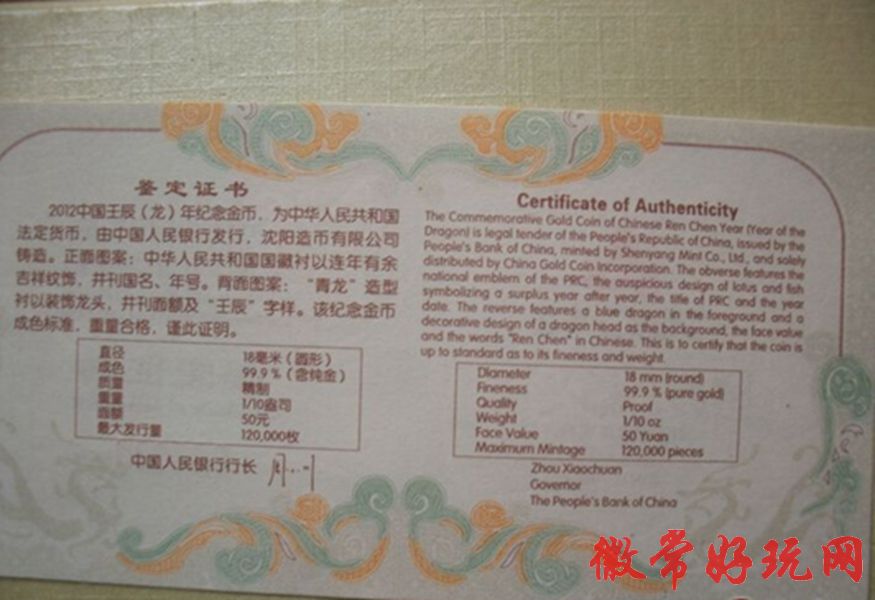 鉴定证书
2012中国壬辰（龙）年纪念金币，为中华人民共和国
法定货币，由中国人民银行发行，沈阳造币有限公司
铸造。正面图案：中华人民共和国国徽衬以连年有余
吉祥纹饰，并刊国名、年号。背面图案：“青龙”造型
衬以装饰龙头，并刊面额及“壬辰”字样。该纪念金币
成色标准，重量合格，谨此证明。
直径 18毫米（圆形）
成色 99.9%（含纯金）
质量 精制
重量 1/10盎司
面额 50元
最大发行量 120,000枚
中国人民银行行长
Certificate of Authenticity
The Commemorative Gold Coin of Chinese Ren Chen Year (Year of the
Dragon) is legal tender of the People's Republic of China, issued by the
People's Bank of China, minted by Shenyang Mint Co., Ltd., and solely
distributed by China Gold Coin Incorporation. The obverse features the
national emblem of the PRC, the auspicious design of lotus and fish
symbolizing a surplus year after year, the title of PRC and the year
date. The reverse features a blue dragon in the foreground and a
decorative design of a dragon head as the background, the face value
and the words "Ren Chen" in Chinese. This is to certify that the coin is
up to standard as to its fineness and weight.
Diameter 18 mm (round)
Fineness 99.9 % (pure gold)
Quality Proof
Weight 1/10 oz
Face Value 50 Yuan
Maximum Mintage 120,000 pieces
Zhou Xiaochuan
Governor
The People's Bank of China
徽常好玩网